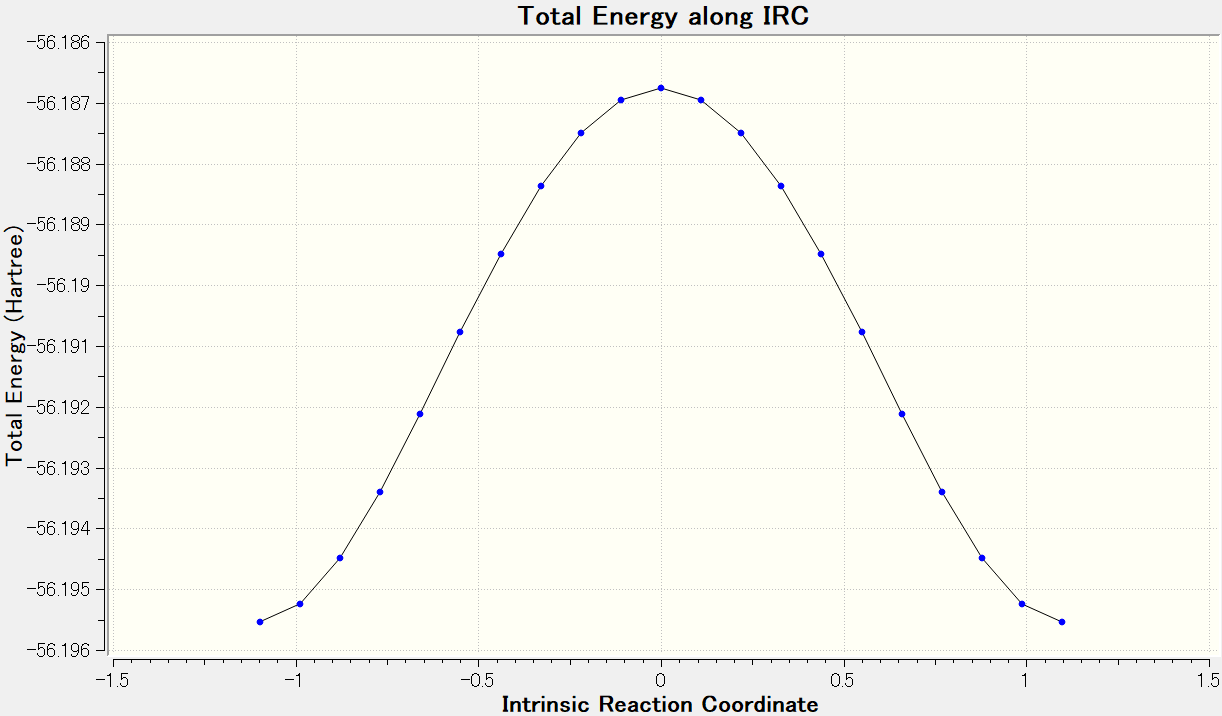 Total Energy along IRC
Total Energy (Hartree)
-56.186
-56.187
-56.188
-56.189
-56.19
-56.191
-56.192
-56.193
-56.194
-56.195
-56.196
-1.5 -1 -0.5 0 0.5 1 1.5
Intrinsic Reaction Coordinate